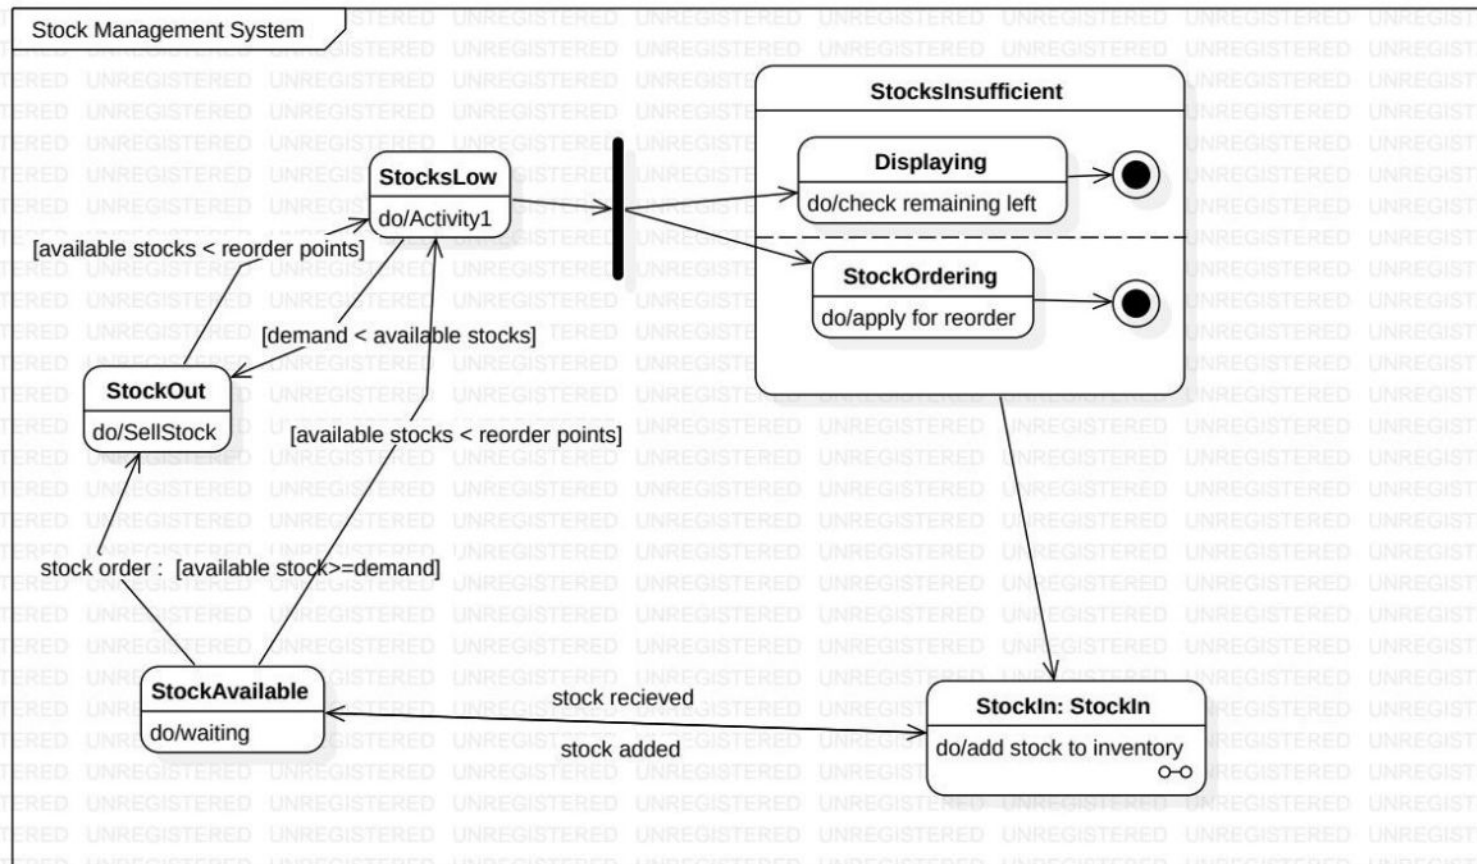 Stock Management System
StocksInsufficient
Displaying
do/check remaining left
StocksLow
do/Activity1
[available stocks < reorder points]
StockOrdering
do/apply for reorder
[demand < available stocks]
StockOut
do/SellStock
[available stocks < reorder points]
stock order :  [available stock>=demand]
StockAvailable
do/waiting
stock recieved
stock added
StockIn: StockIn
do/add stock to inventory
UNREGISTERED